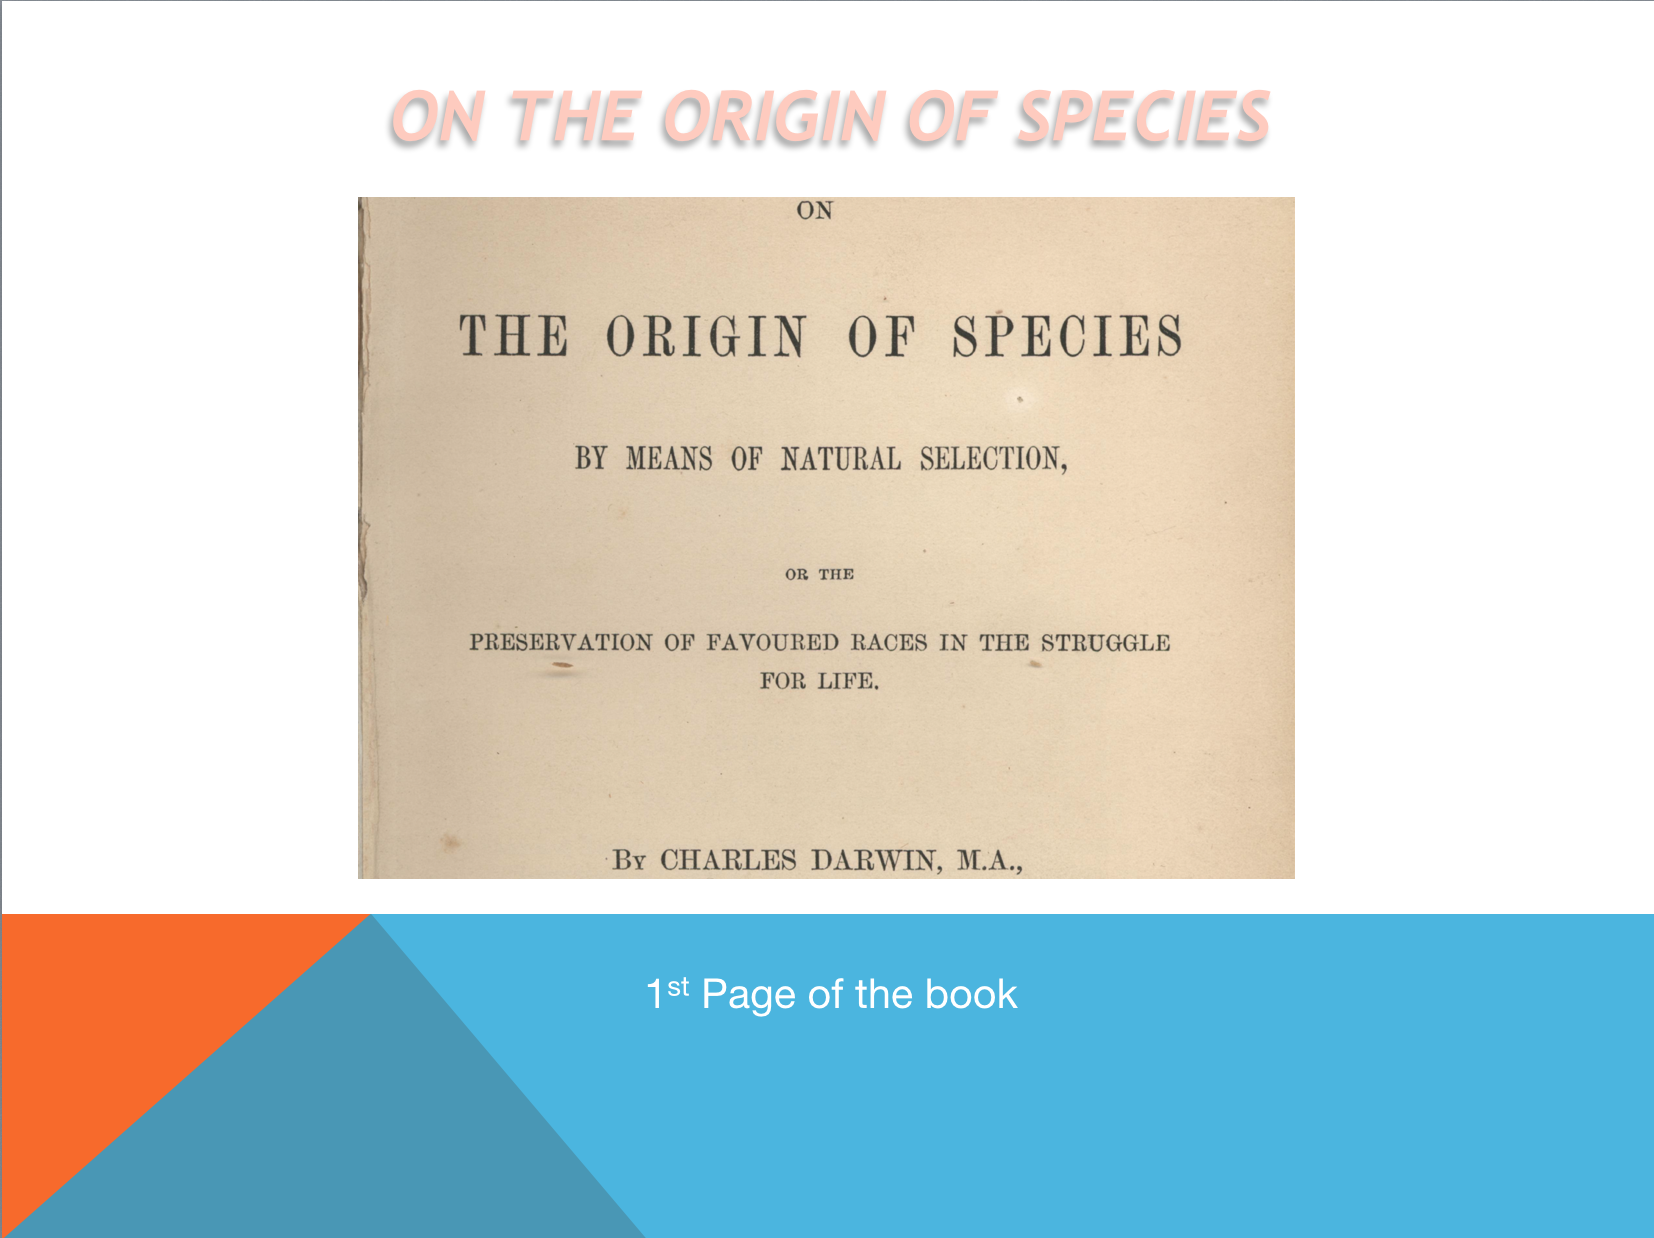 ON THE ORIGIN OF SPECIES
ON
THE ORIGIN OF SPECIES
BY MEANS OF NATURAL SELECTION,
OR THE
PRESERVATION OF FAVOURED RACES IN THE STRUGGLE
FOR LIFE.
By CHARLES DARWIN, M.A.,
1st Page of the book